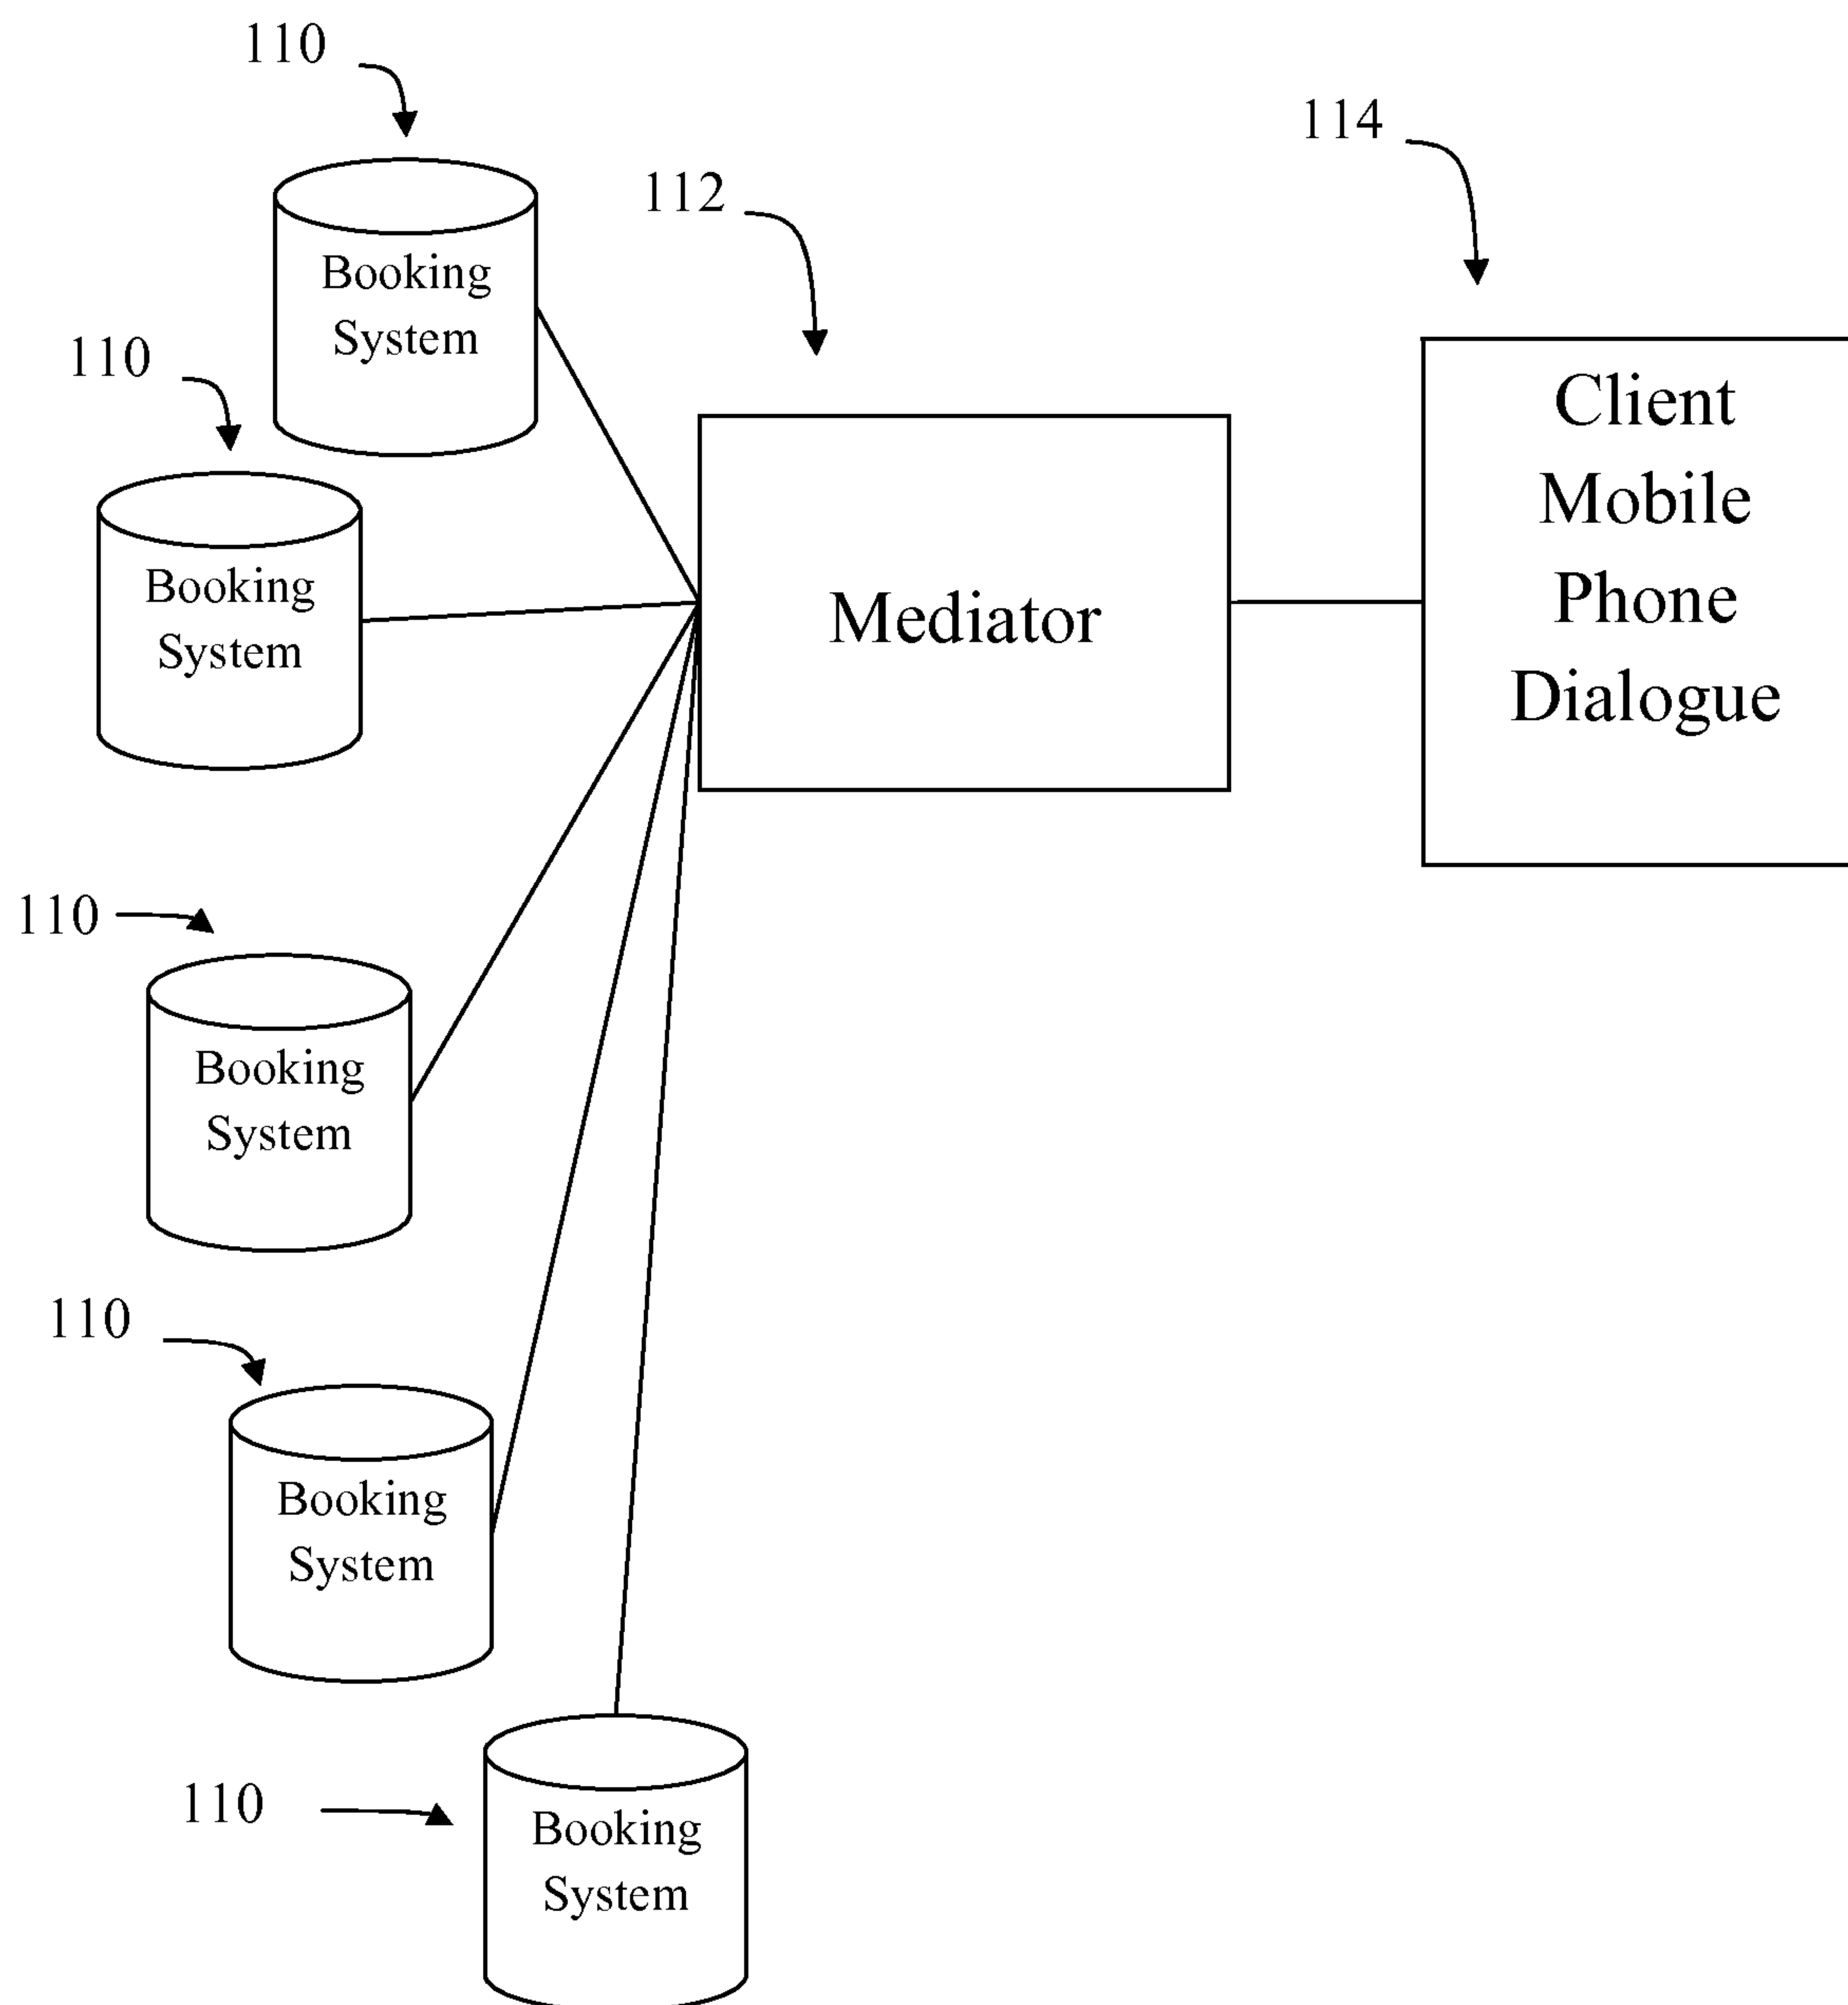 110
Booking
System
110
Booking
System
110
Booking
System
110
Booking
System
110
Booking
System
112
Mediator
114
Client
Mobile
Phone
Dialogue